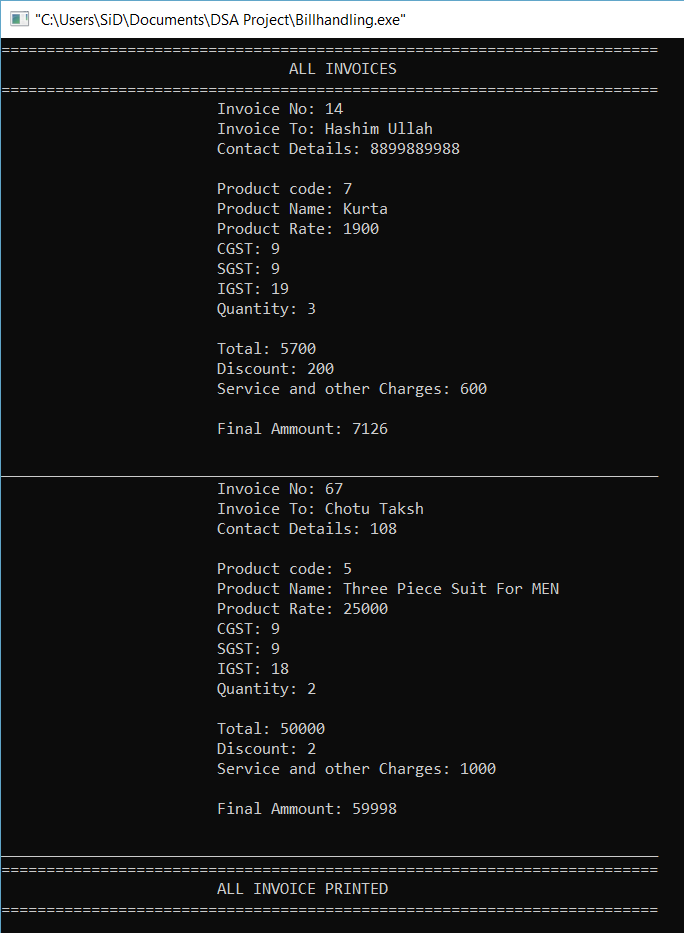 "C:\Users\SiD\Documents\DSA Project\Billhandling.exe"
=========================================================================
ALL INVOICES
=========================================================================
Invoice No: 14
Invoice To: Hashim Ullah
Contact Details: 8899889988
Product code: 7
Product Name: Kurta
Product Rate: 1900
CGST: 9
SGST: 9
IGST: 19
Quantity: 3
Total: 5700
Discount: 200
Service and other Charges: 600
Final Ammount: 7126
_________________________________________________________________________
Invoice No: 67
Invoice To: Chotu Taksh
Contact Details: 108
Product code: 5
Product Name: Three Piece Suit For MEN
Product Rate: 25000
CGST: 9
SGST: 9
IGST: 18
Quantity: 2
Total: 50000
Discount: 2
Service and other Charges: 1000
Final Ammount: 59998
_________________________________________________________________________
=========================================================================
ALL INVOICE PRINTED
=========================================================================